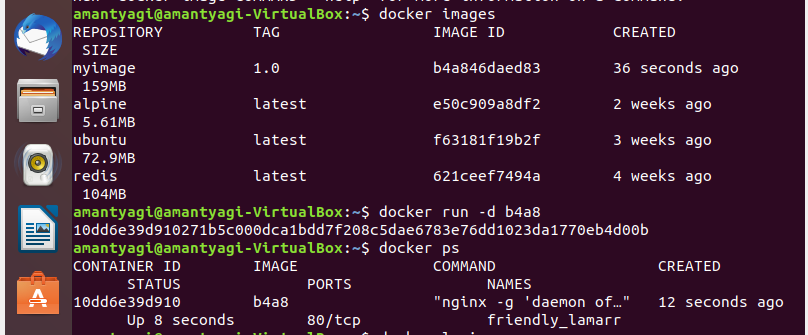 amantyagi@amantyagi-VirtualBox:~$ docker images
REPOSITORY TAG IMAGE ID CREATED
SIZE
myimage 1.0 b4a846daed83 36 seconds ago
159MB
alpine latest e50c909a8df2 2 weeks ago
5.61MB
ubuntu latest f63181f19b2f 3 weeks ago
72.9MB
redis latest 621ceef7494a 4 weeks ago
104MB
amantyagi@amantyagi-VirtualBox:~$ docker run -d b4a8
10dd6e39d910271b5c000dca1bdd7f208c5dae6783e76dd1023da1770eb4d00b
amantyagi@amantyagi-VirtualBox:~$ docker ps
CONTAINER ID IMAGE COMMAND CREATED
STATUS PORTS NAMES
10dd6e39d910 b4a8 "nginx -g 'daemon of…" 12 seconds ago
Up 8 seconds 80/tcp friendly_lamarr